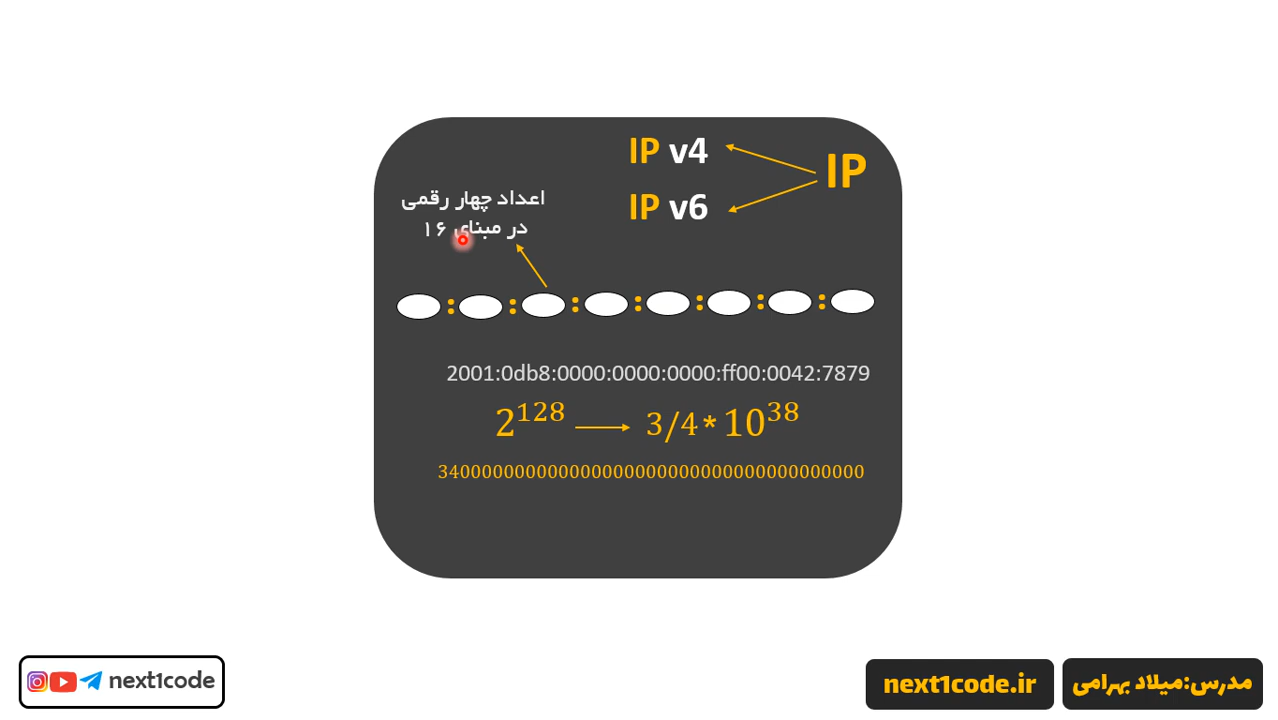 IP v4
IP
IP v6
اعداد چهار رقمی
در مبنای ۱۶
: : : : : : :
2001:0db8:0000:0000:0000:ff00:0042:7879
2^128 → 3/4*10^38
340000000000000000000000000000000000000
next1code
next1code.ir
مدرس:میلاد بهرامی